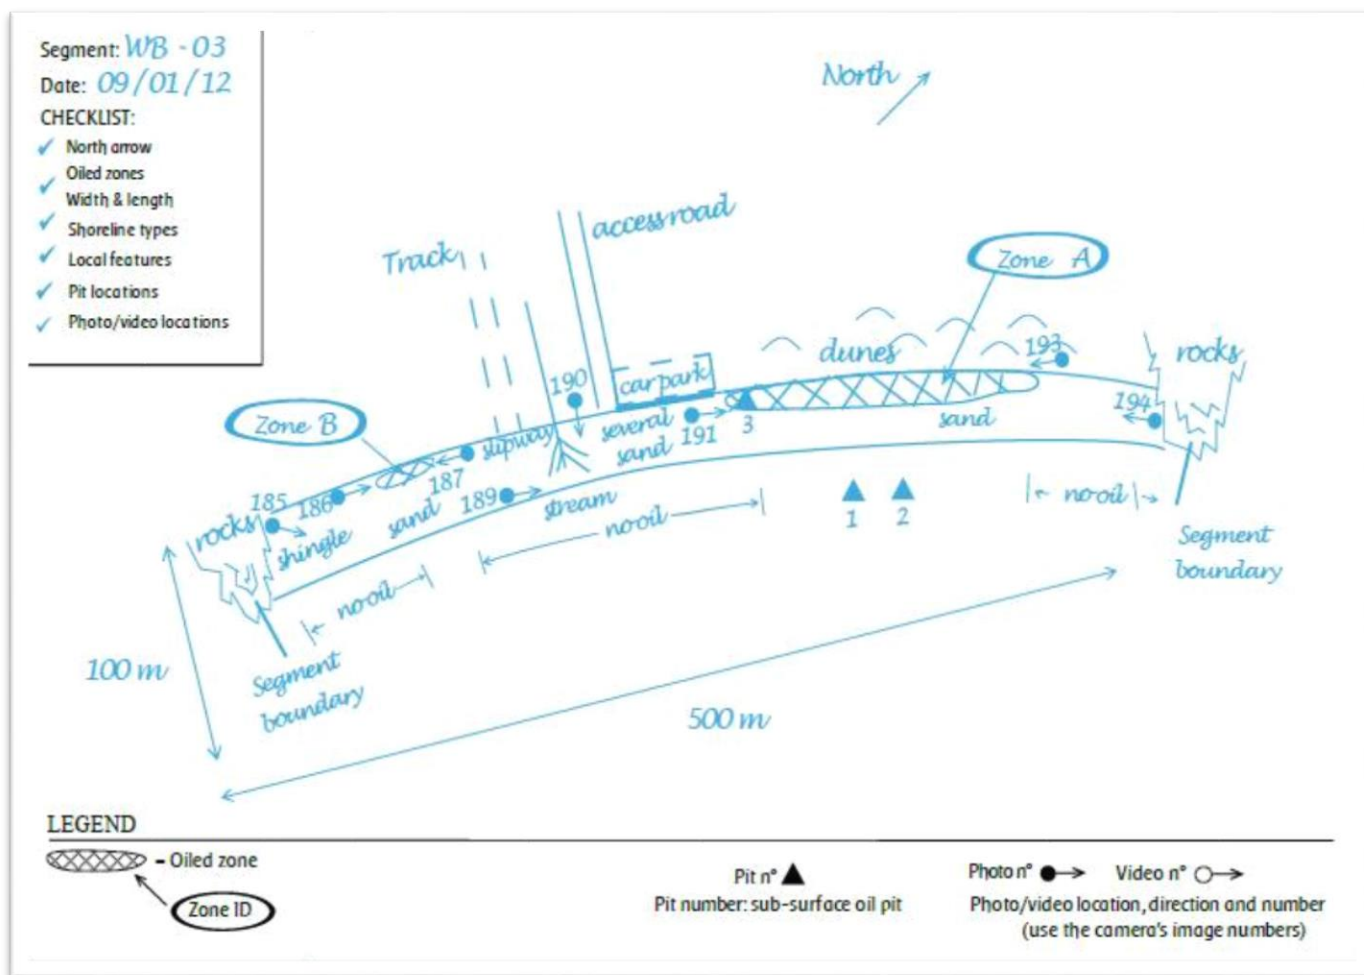 Segment: WB - 03
Date: 09/01/12
CHECKLIST:
✓ North arrow
Oiled zones
✓ Width & length
✓ Shoreline types
✓ Local features
✓ Pit locations
✓ Photo/video locations
North
access road
Track
Zone A
dunes
193
rocks
190
car park
194
Zone B
slipway
several
sand
191
3
sand
187
185
186
189
sand
stream
rocks
shingle
no oil
1
2
no oil
Segment
boundary
no oil
100 m
Segment
boundary
500 m
LEGEND
- Oiled zone
Zone ID
Pit n°
Pit number: sub-surface oil pit
Photo n° Video n°
Photo/video location, direction and number
(use the camera's image numbers)